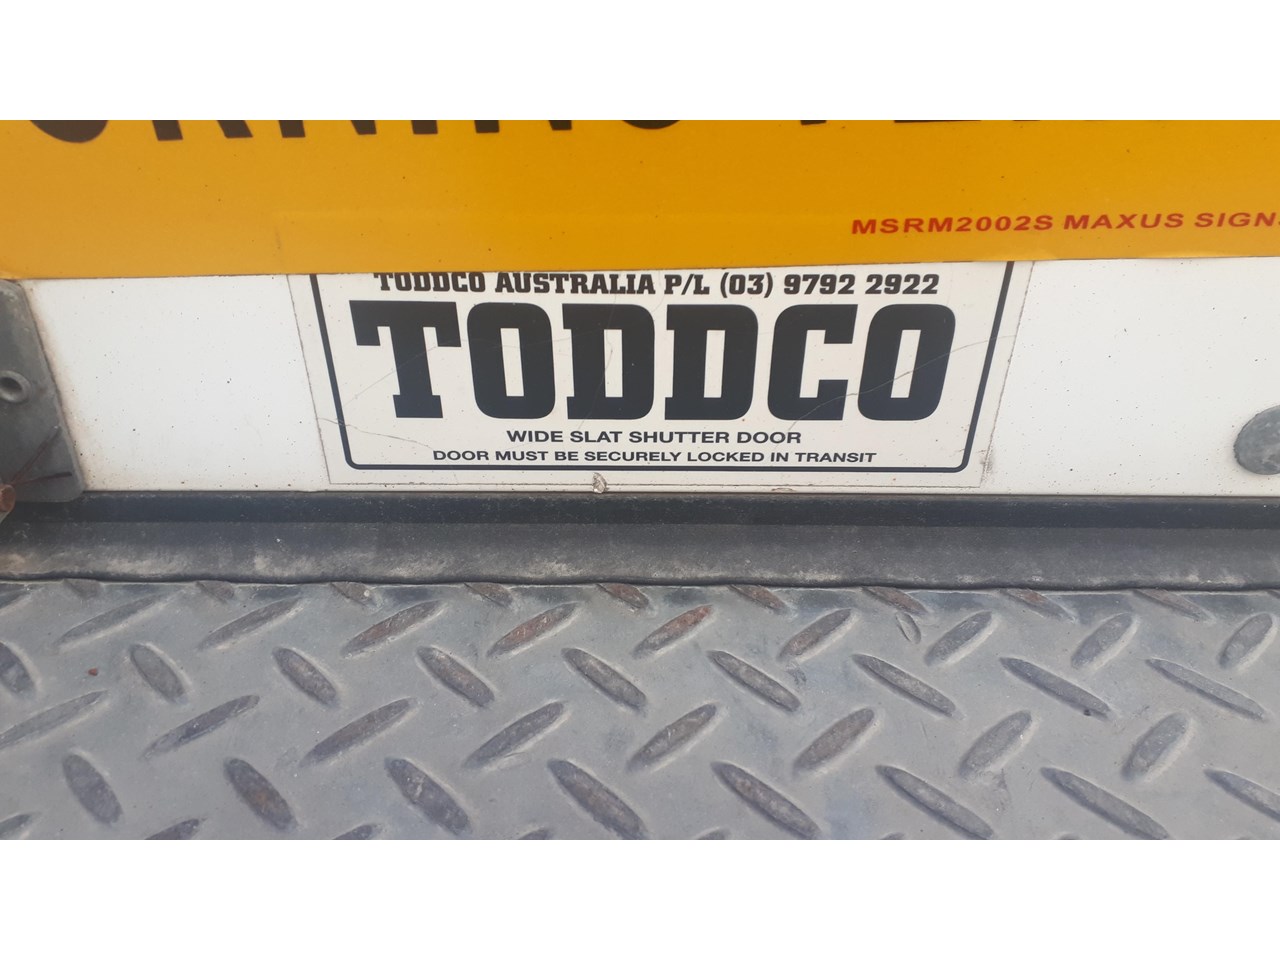 MSRM2002S MAXUS SIGNS
TODDCO AUSTRALIA P/L (03) 9792 2922
TODDCO
WIDE SLAT SHUTTER DOOR
DOOR MUST BE SECURELY LOCKED IN TRANSIT